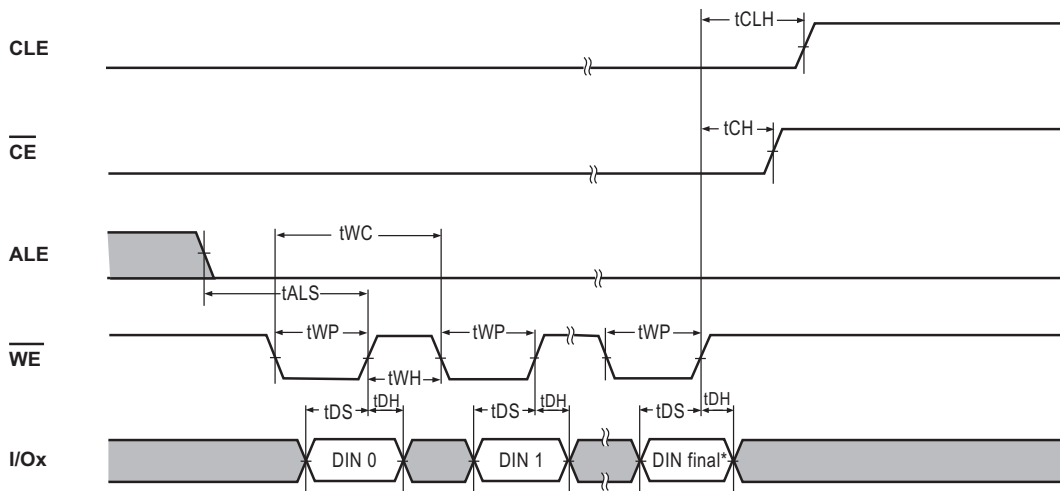 tCLH
CLE
tCH
CE
tWC
ALE
tALS
tWP tWP tWP
WE
tWH
tDS tDH tDS tDH tDS tDH
I/Ox DIN 0 DIN 1 DIN final*